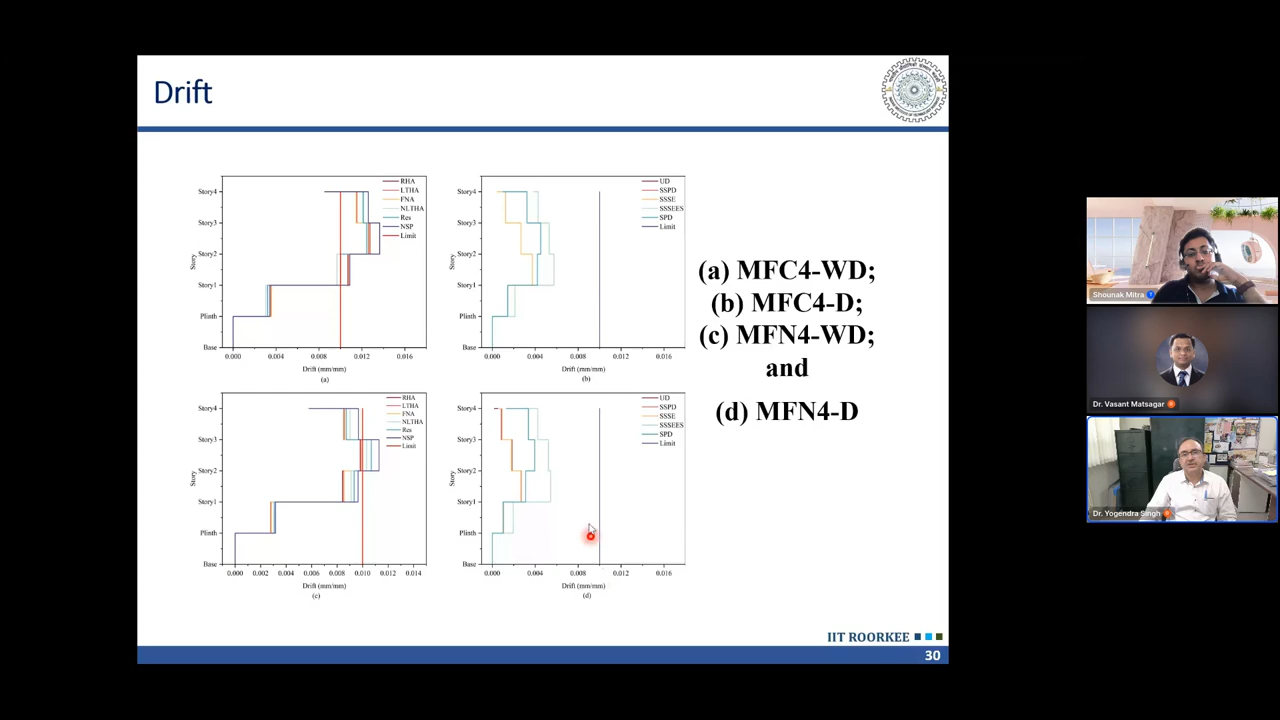 Drift
RHA
LTHA
FNA
NLTHA
Res
NSP
Limit
Story4
Story3
Story2
Story1
Plinth
Base
Story
0.000 0.004 0.008 0.012 0.016
Drift (mm/mm)
(a)
UD
SSPD
SSSE
SSSEES
SPD
Limit
Story4
Story3
Story2
Story1
Plinth
Base
Story
0.000 0.004 0.008 0.012 0.016
Drift (mm/mm)
(b)
RHA
LTHA
FNA
NLTHA
Res
NSP
Limit
Story4
Story3
Story2
Story1
Plinth
Base
Story
0.000 0.002 0.004 0.006 0.008 0.010 0.012 0.014
Drift (mm/mm)
(c)
UD
SSPD
SSSE
SSSEES
SPD
Limit
Story4
Story3
Story2
Story1
Plinth
Base
Story
0.000 0.004 0.008 0.012 0.016
Drift (mm/mm)
(d)
(a) MFC4-WD;
(b) MFC4-D;
(c) MFN4-WD;
and
(d) MFN4-D
IIT ROORKEE
30
Shounak Mitra
Dr. Vasant Matsagar
Dr. Yogendra Singh